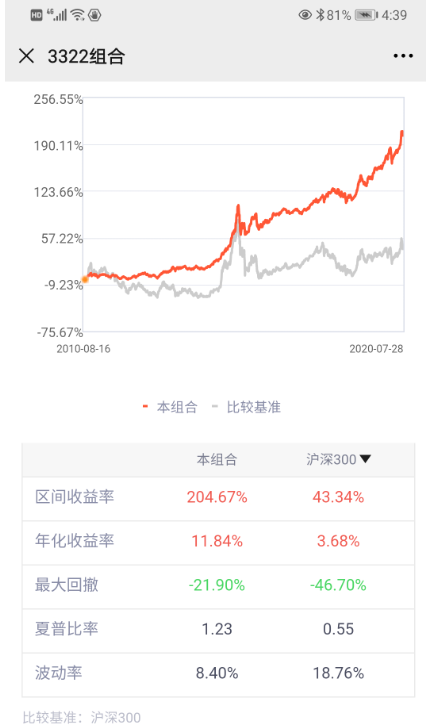 HD 4G 81% 4:39
3322组合
256.55%
190.11%
123.66%
57.22%
-9.23%
-75.67%
2010-08-16 2020-07-28
本组合 比较基准
本组合 沪深300
区间收益率 204.67% 43.34%
年化收益率 11.84% 3.68%
最大回撤 -21.90% -46.70%
夏普比率 1.23 0.55
波动率 8.40% 18.76%
比较基准：沪深300